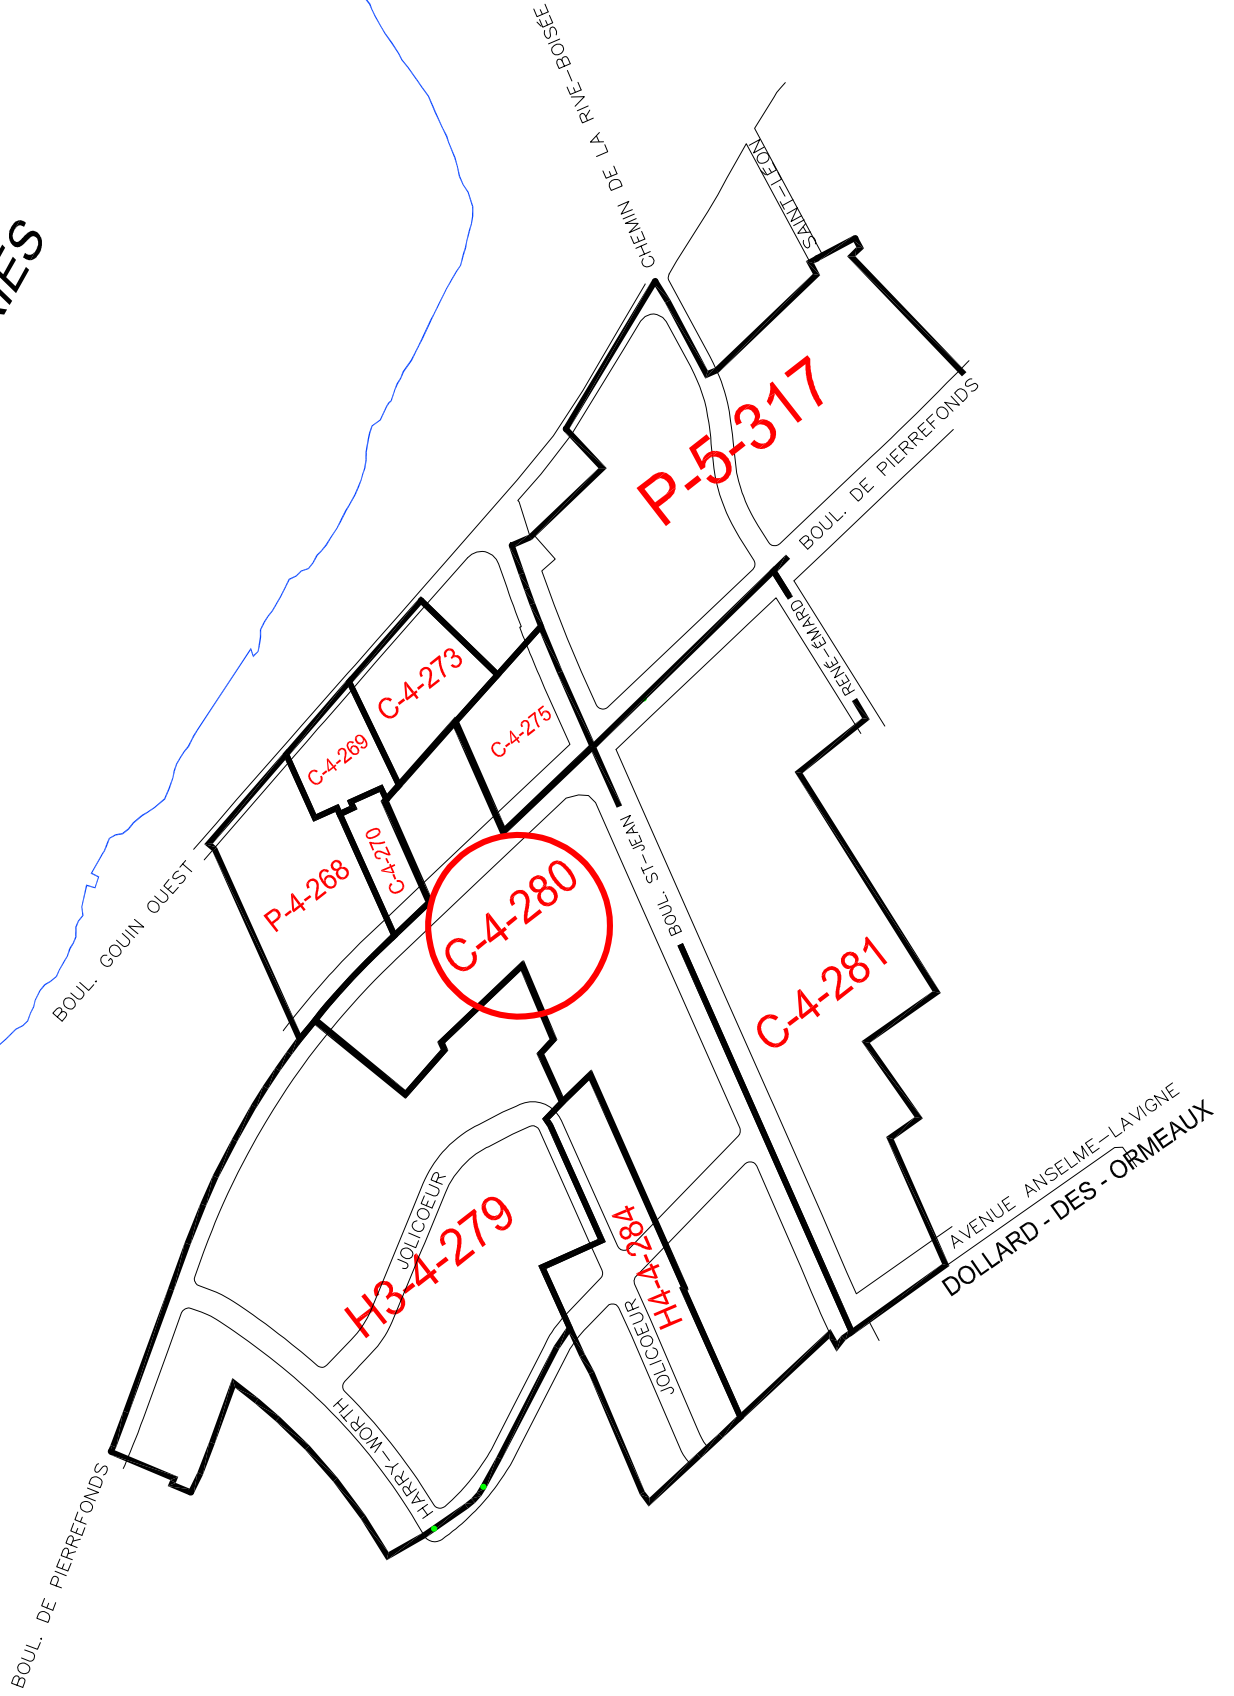 CHEMIN DE LA RIVE-BOISÉE
SAINT-LÉON
P-5-317
BOUL. DE PIERREFONDS
RENÉ-ÉMARD
C-4-273
C-4-275
C-4-269
C-4-270
P-4-268
BOUL. GOUIN OUEST
C-4-280
BOUL. ST-JEAN
C-4-281
AVENUE ANSELME-LAVIGNE
DOLLARD - DES - ORMEAUX
JOLICOEUR
H3-4-279
H4-4-284
JOLICOEUR
HARRY-WORTH
BOUL. DE PIERREFONDS